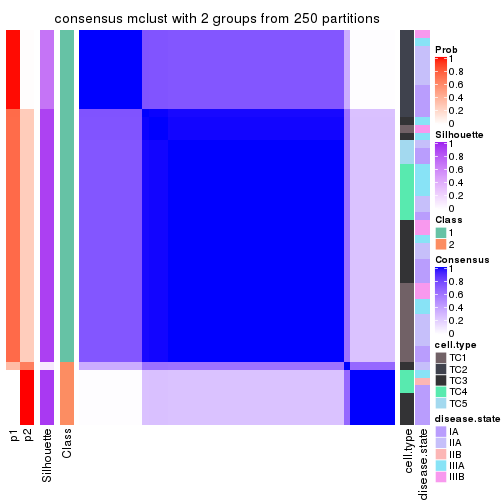 consensus mclust with 2 groups from 250 partitions
Prob
1
0.8
0.6
0.4
0.2
0
Silhouette
1
0.8
0.6
0.4
0.2
0
Class
1
2
Consensus
1
0.8
0.6
0.4
0.2
0
cell.type
TC1
TC2
TC3
TC4
TC5
disease.state
IA
IIA
IIB
IIIA
IIIB
p1
p2
Silhouette
Class
cell.type
disease.state